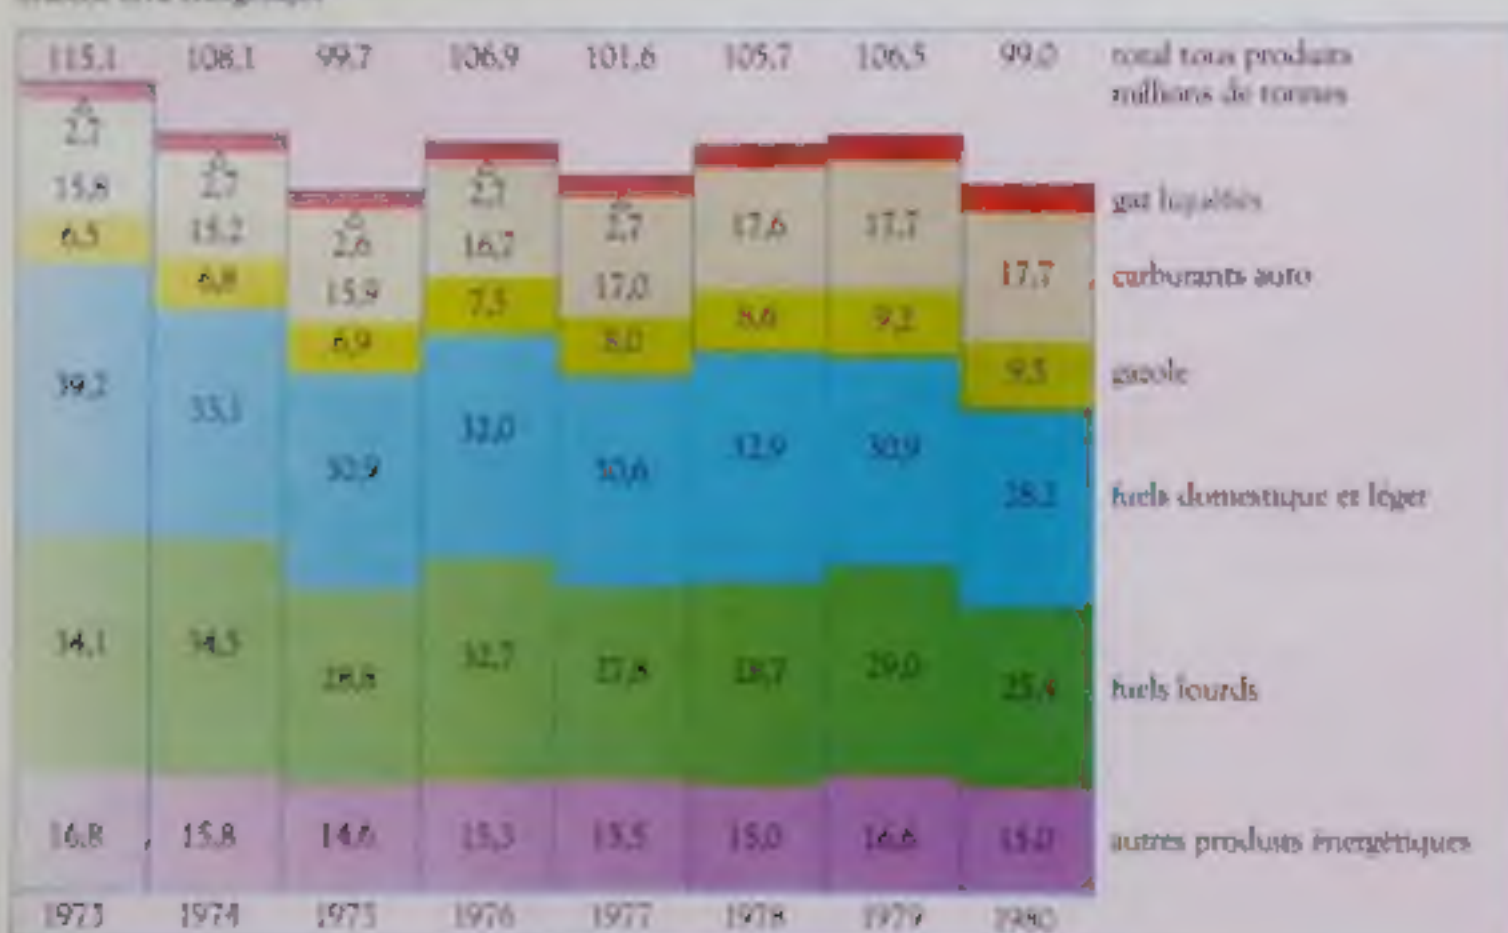 115,1 108,1 99,7 106,9 101,6 105,7 106,5 99,0 total tous produits
millions de tonnes
2,7 2,7 2,6 2,7 2,7 gaz liquéfiés
15,8 15,2 15,9 16,7 17,0 17,6 17,7 17,7 carburants auto
6,5 6,8 6,9 7,5 8,0 8,6 9,2 9,5 gazole
39,2 33,1 30,9 32,0 30,6 32,9 30,9 28,2 fuels domestique et léger
34,1 34,5 28,8 32,7 27,8 28,7 29,0 25,4 fuels lourds
16,8 15,8 14,6 15,3 15,5 15,0 16,6 15,0 autres produits énergétiques
1973 1974 1975 1976 1977 1978 1979 1980